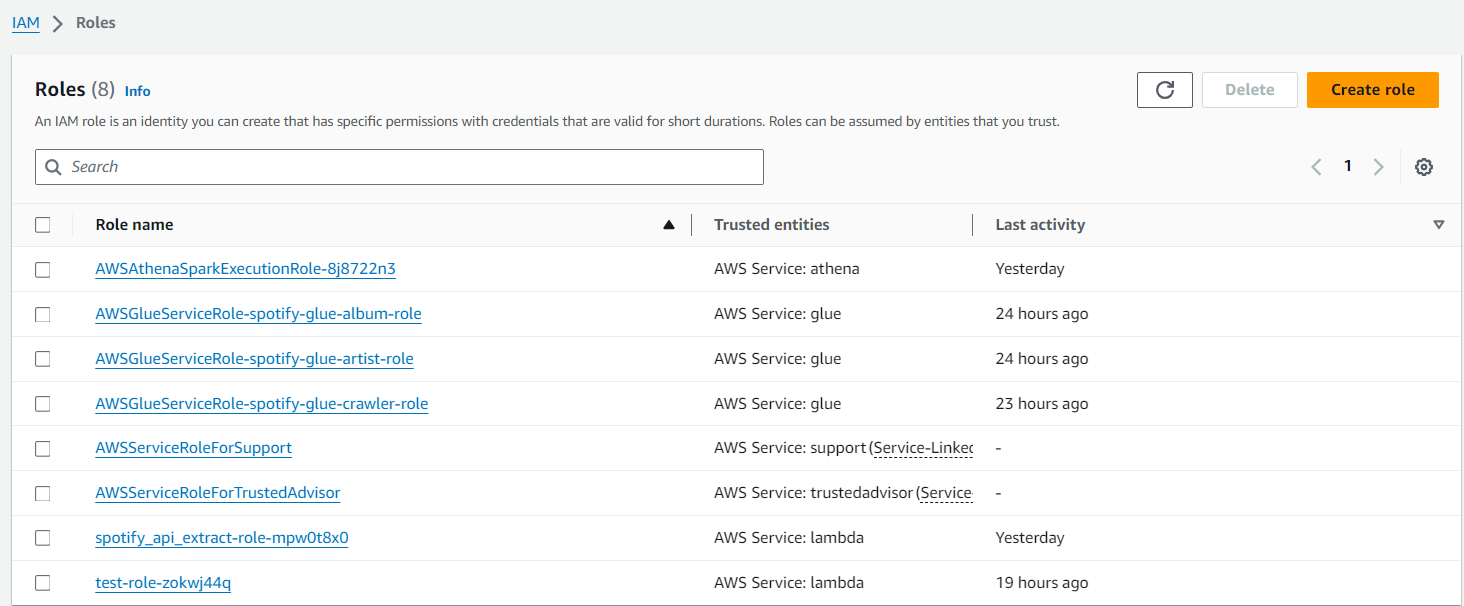 IAM > Roles
Roles (8) Info
Delete
Create role
An IAM role is an identity you can create that has specific permissions with credentials that are valid for short durations. Roles can be assumed by entities that you trust.
Search
1
Role name Trusted entities Last activity
AWSAthenaSparkExecutionRole-8j8722n3 AWS Service: athena Yesterday
AWSGlueServiceRole-spotify-glue-album-role AWS Service: glue 24 hours ago
AWSGlueServiceRole-spotify-glue-artist-role AWS Service: glue 24 hours ago
AWSGlueServiceRole-spotify-glue-crawler-role AWS Service: glue 23 hours ago
AWSServiceRoleForSupport AWS Service: support (Service-Linked -
AWSServiceRoleForTrustedAdvisor AWS Service: trustedadvisor (Service- -
spotify_api_extract-role-mpw0t8x0 AWS Service: lambda Yesterday
test-role-zokwj44q AWS Service: lambda 19 hours ago